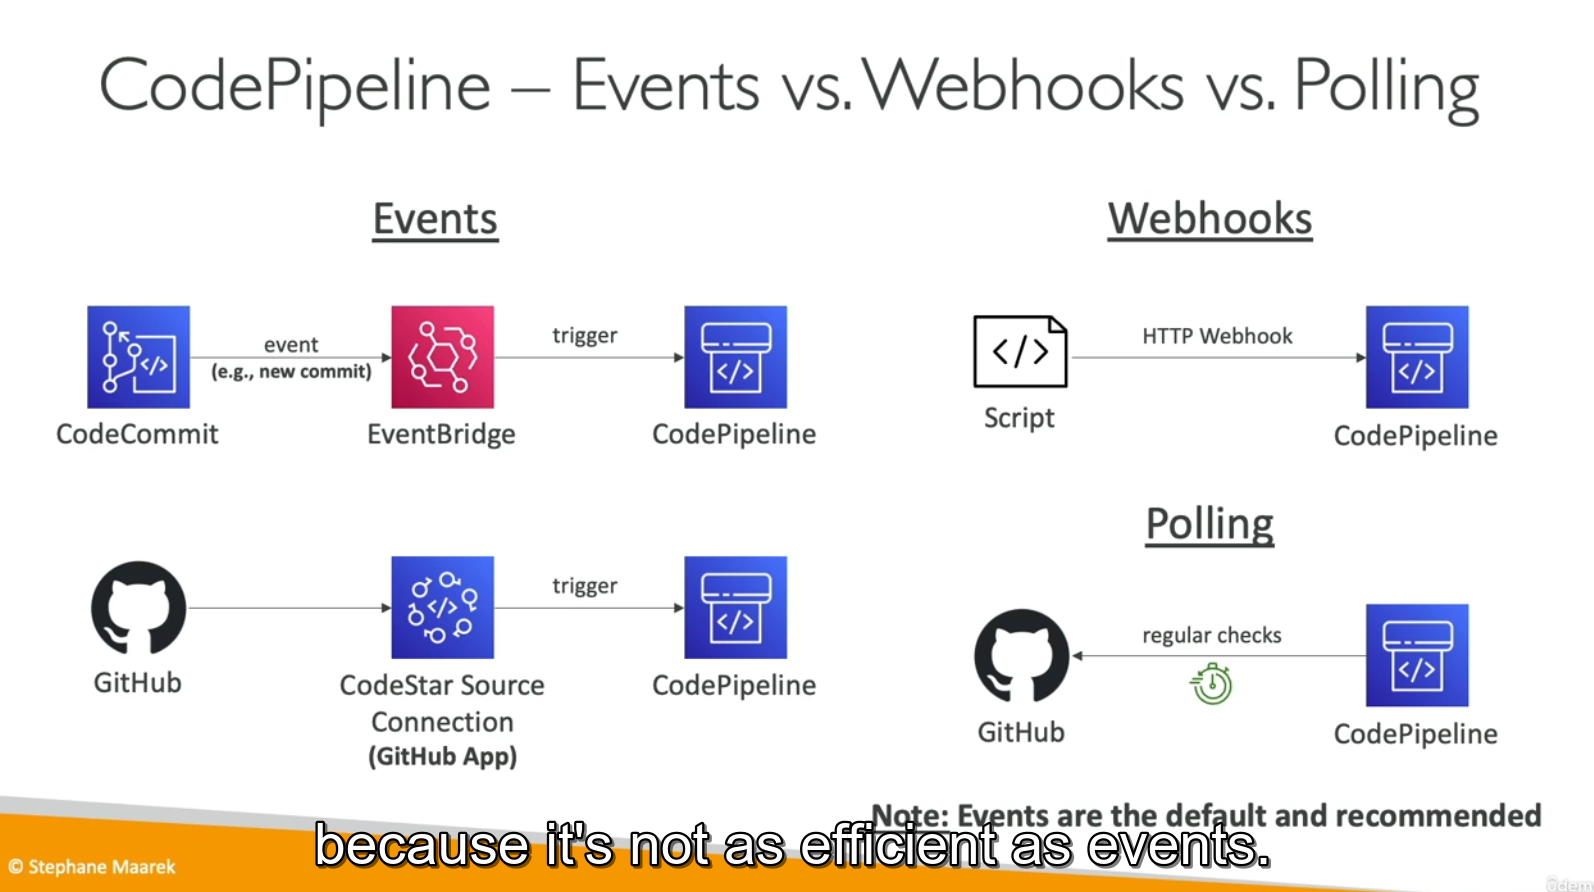 CodePipeline – Events vs. Webhooks vs. Polling
Events
CodeCommit
event
(e.g., new commit)
EventBridge
trigger
CodePipeline
GitHub
CodeStar Source
Connection
(GitHub App)
trigger
CodePipeline
Webhooks
Script
HTTP Webhook
CodePipeline
Polling
GitHub
regular checks
CodePipeline
Note: Events are the default and recommended
because it's not as efficient as events.
© Stephane Maarek